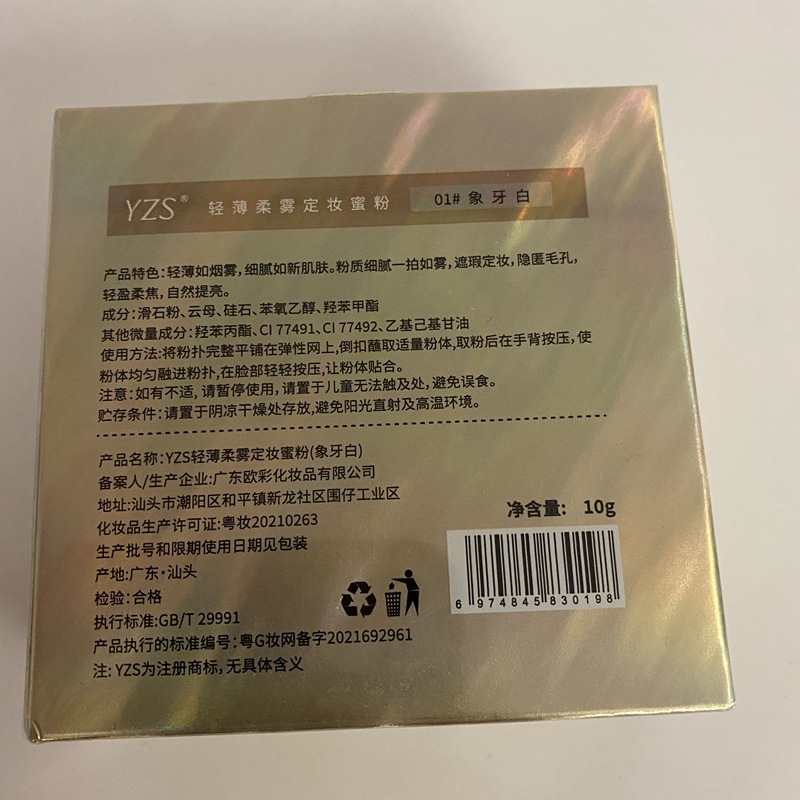 YZS® 轻薄柔雾定妆蜜粉 01# 象牙白
产品特色:轻薄如烟雾,细腻如新肌肤。粉质细腻一拍如雾,遮瑕定妆,隐匿毛孔,
轻盈柔焦,自然提亮。
成分:滑石粉、云母、硅石、苯氧乙醇、羟苯甲酯
其他微量成分:羟苯丙酯、CI 77491、CI 77492、乙基己基甘油
使用方法:将粉扑完整平铺在弹性网上,倒扣蘸取适量粉体,取粉后在手背按压,使
粉体均匀融进粉扑,在脸部轻轻按压,让粉体贴合。
注意:如有不适,请暂停使用,请置于儿童无法触及处,避免误食。
贮存条件:请置于阴凉干燥处存放,避免阳光直射及高温环境。
产品名称:YZS轻薄柔雾定妆蜜粉(象牙白)
备案人/生产企业:广东欧彩化妆品有限公司
地址:汕头市潮阳区和平镇新龙社区围仔工业区
化妆品生产许可证:粤妆20210263
生产批号和限期使用日期见包装
产地:广东·汕头
检验:合格
执行标准:GB/T 29991
产品执行的标准编号:粤G妆网备字2021692961
注: YZS为注册商标,无具体含义
净含量: 10g
6 974845 830198